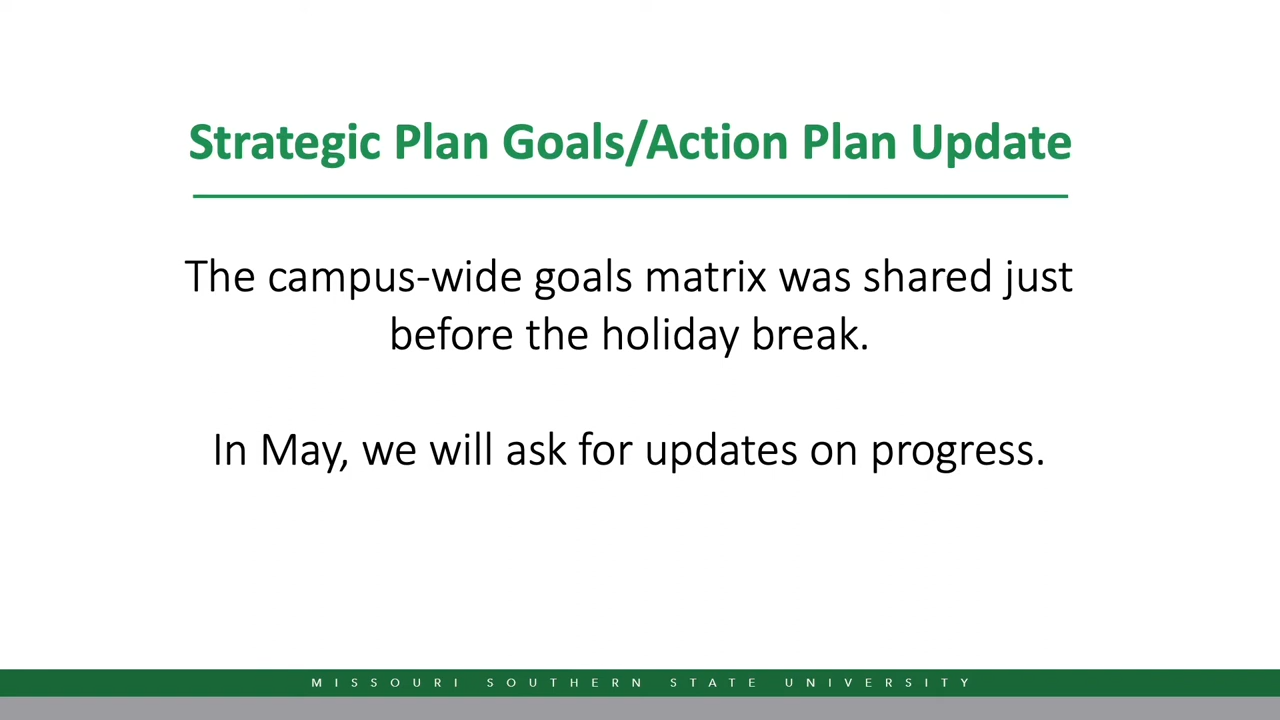 Strategic Plan Goals/Action Plan Update
The campus-wide goals matrix was shared just
before the holiday break.
In May, we will ask for updates on progress.
MISSOURI SOUTHERN STATE UNIVERSITY